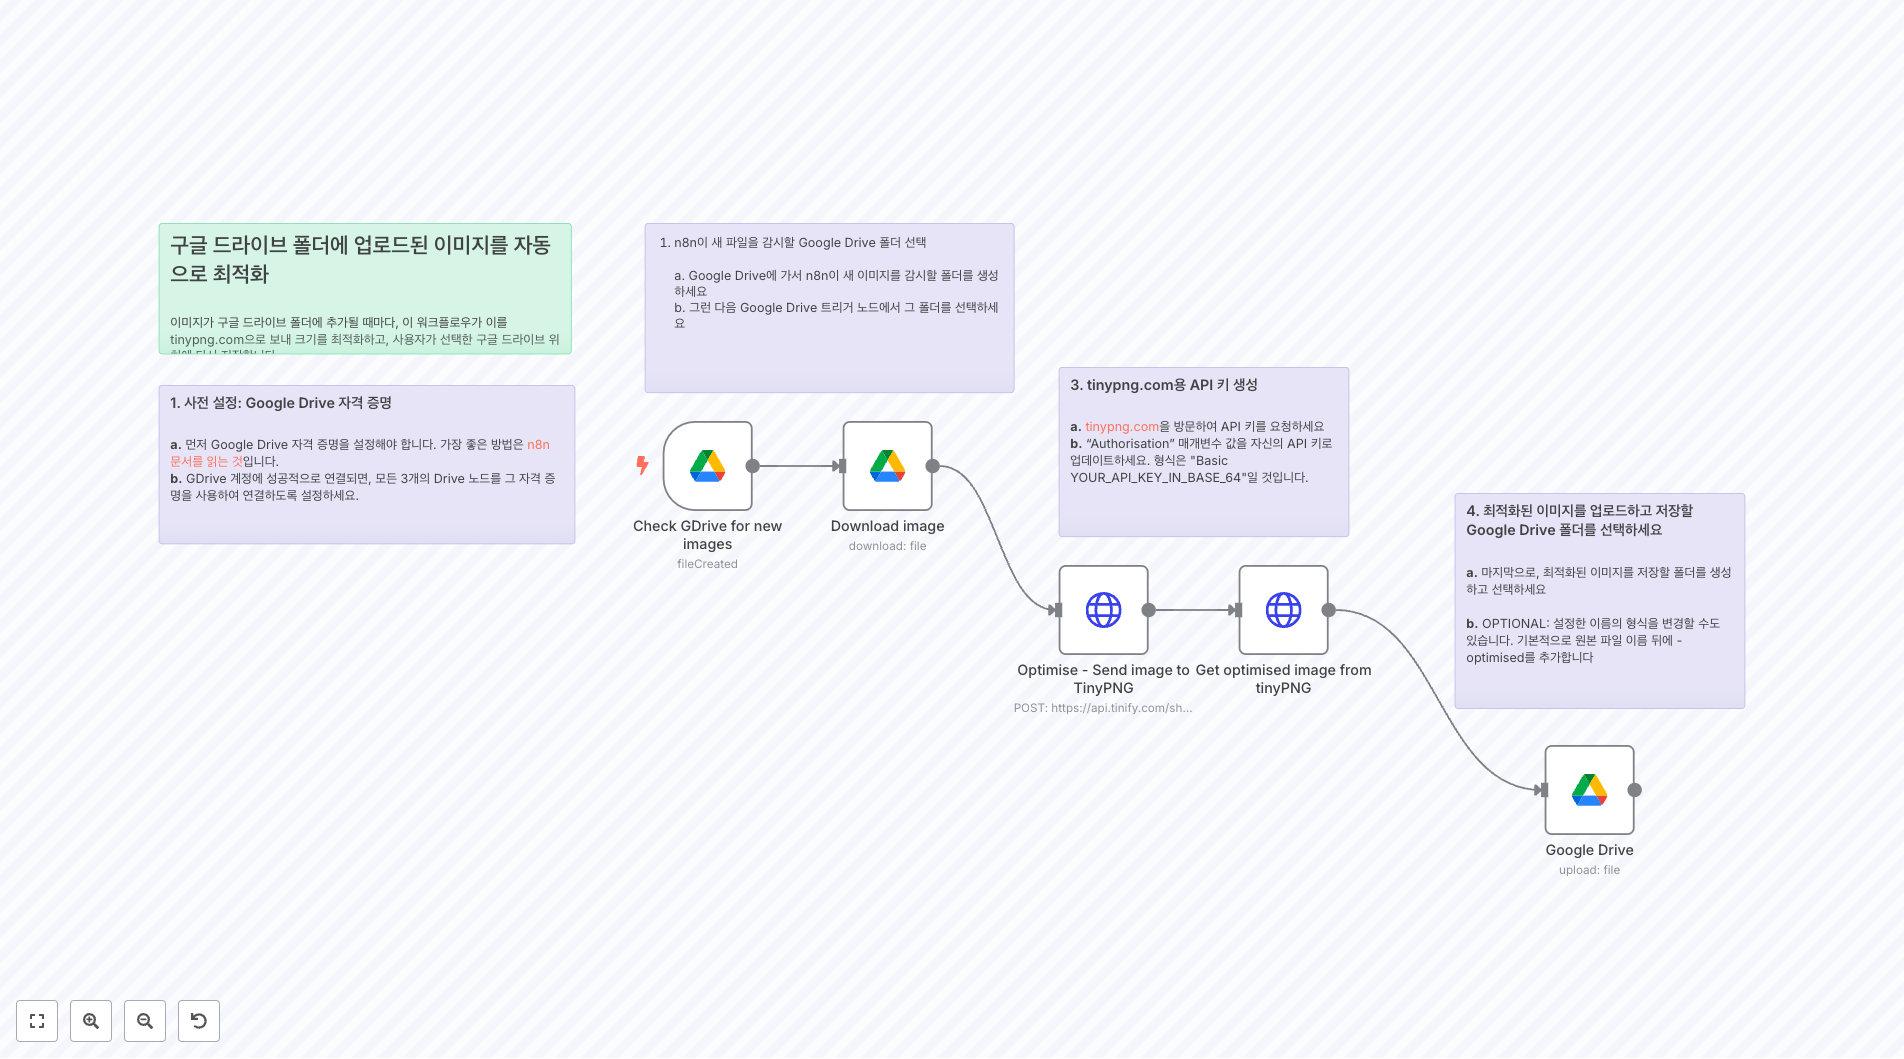 구글 드라이브 폴더에 업로드된 이미지를 자동
으로 최적화
이미지가 구글 드라이브 폴더에 추가될 때마다, 이 워크플로우가 이를
tinypng.com으로 보내 크기를 최적화하고, 사용자가 선택한 구글 드라이브 위
1. 사전 설정: Google Drive 자격 증명
a. 먼저 Google Drive 자격 증명을 설정해야 합니다. 가장 좋은 방법은 n8n
문서를 읽는 것입니다.
b. GDrive 계정에 성공적으로 연결되면, 모든 3개의 Drive 노드를 그 자격 증
명을 사용하여 연결하도록 설정하세요.
1. n8n이 새 파일을 감시할 Google Drive 폴더 선택
a. Google Drive에 가서 n8n이 새 이미지를 감시할 폴더를 생성
하세요
b. 그런 다음 Google Drive 트리거 노드에서 그 폴더를 선택하세
요
Check GDrive for new
images
fileCreated
Download image
download: file
3. tinypng.com용 API 키 생성
a. tinypng.com을 방문하여 API 키를 요청하세요
b. “Authorisation” 매개변수 값을 자신의 API 키로
업데이트하세요. 형식은 "Basic
YOUR_API_KEY_IN_BASE_64"일 것입니다.
Optimise - Send image to
TinyPNG
POST: https://api.tinify.com/sh...
Get optimised image from
tinyPNG
4. 최적화된 이미지를 업로드하고 저장할
Google Drive 폴더를 선택하세요
a. 마지막으로, 최적화된 이미지를 저장할 폴더를 생성
하고 선택하세요
b. OPTIONAL: 설정한 이름의 형식을 변경할 수도
있습니다. 기본적으로 원본 파일 이름 뒤에 -
optimised를 추가합니다
Google Drive
upload: file